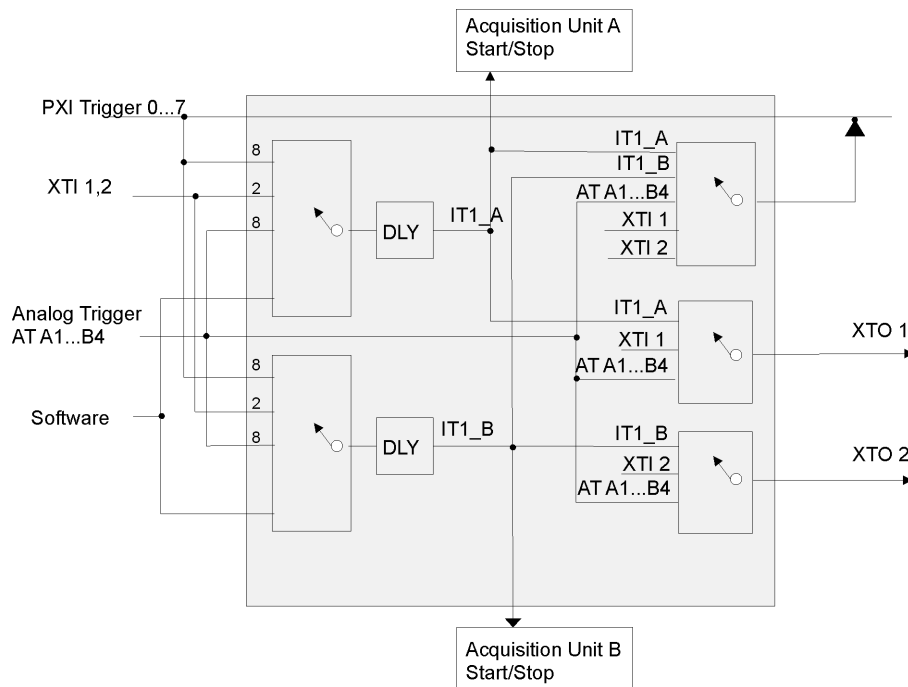 Acquisition Unit A
Start/Stop
PXI Trigger 0...7
8
XTI 1,2
2
8
DLY
IT1_A
IT1_A
IT1_B
AT A1...B4
XTI 1
XTI 2
Analog Trigger
AT A1...B4
IT1_A
XTI 1
AT A1...B4
XTO 1
8
Software
2
8
DLY
IT1_B
IT1_B
XTI 2
AT A1...B4
XTO 2
Acquisition Unit B
Start/Stop